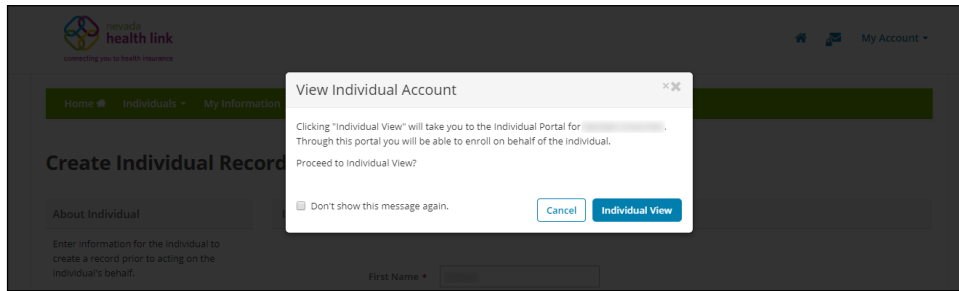 nevada
health link
connecting you to health insurance
My Account
Home Individuals My Information
View Individual Account
Clicking "Individual View" will take you to the Individual Portal for .
Through this portal you will be able to enroll on behalf of the individual.
Proceed to Individual View?
Don't show this message again.
Cancel Individual View
Create Individual Record
About Individual
Enter information for the individual to
create a record prior to acting on the
individual's behalf.
First Name *